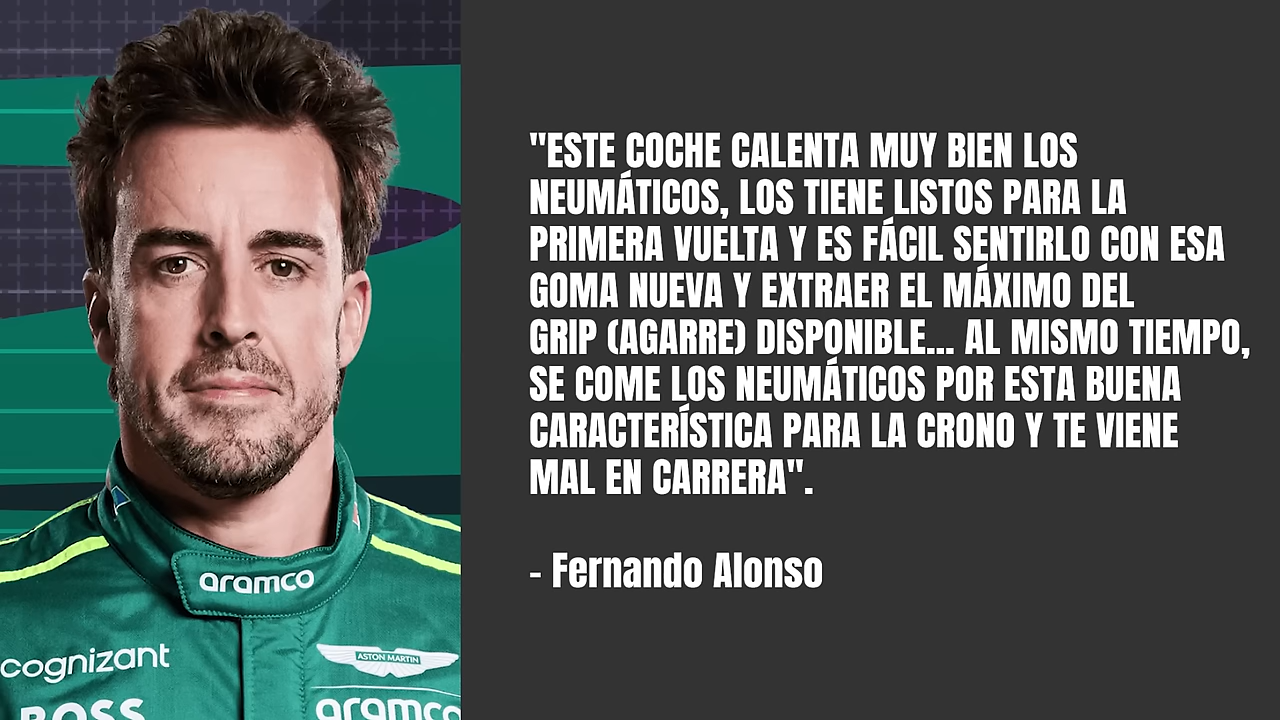 "ESTE COCHE CALENTA MUY BIEN LOS
NEUMÁTICOS, LOS TIENE LISTOS PARA LA
PRIMERA VUELTA Y ES FÁCIL SENTIRLO CON ESA
GOMA NUEVA Y EXTRAER EL MÁXIMO DEL
GRIP (AGARRE) DISPONIBLE... AL MISMO TIEMPO,
SE COME LOS NEUMÁTICOS POR ESTA BUENA
CARACTERÍSTICA PARA LA CRONO Y TE VIENE
MAL EN CARRERA".
- Fernando Alonso
aramco
cognizant
ASTON MARTIN
BOSS
aramco